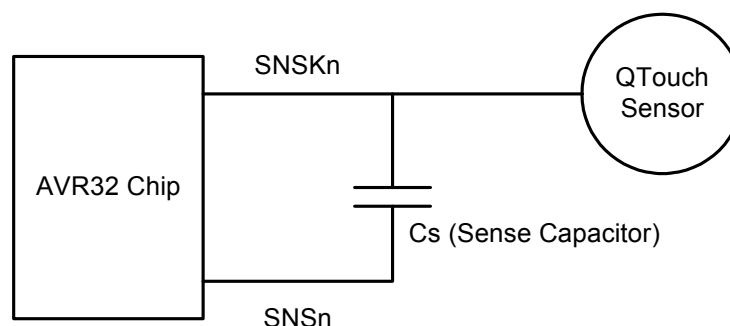 SNSKn
QTouch
Sensor
AVR32 Chip
Cs (Sense Capacitor)
SNSn